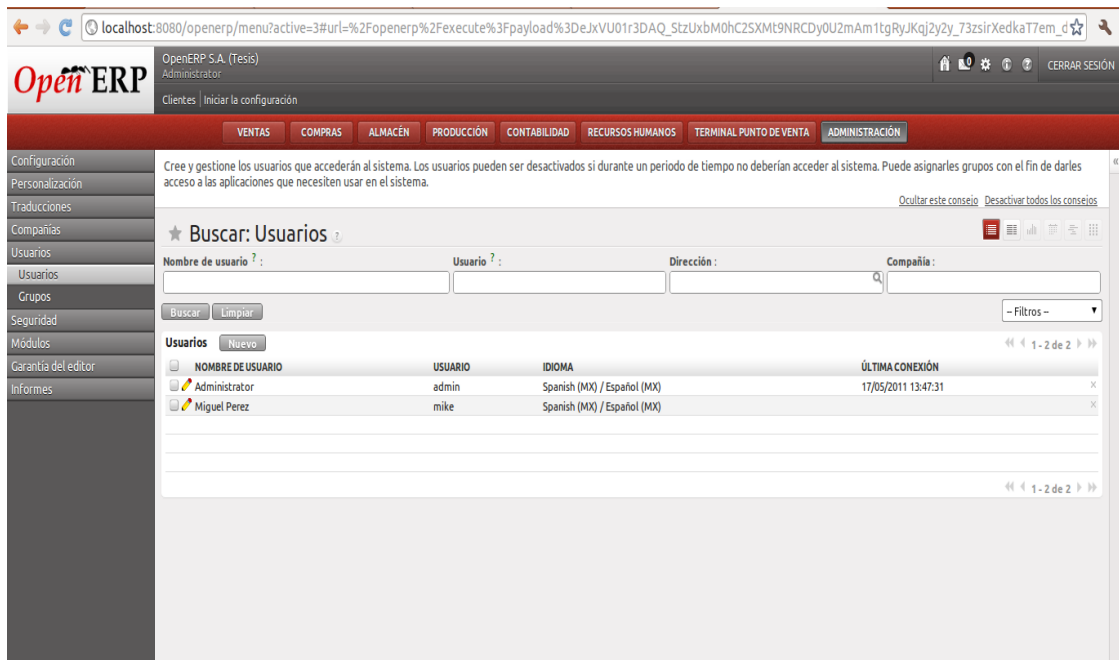 localhost:8080/openerp/menu?active=3#url=%2Fopenerp%2Fexecute%3Fpayload%3DeJxVU01r3DAQ_StzUxbM0hC2SXMt9NRCDy0U2mAm1tgRyJKqj2y2y_73zsirXedkaT7em_d
OpenERP
OpenERP S.A. (Tesis)
Administrator
0
CERRAR SESIÓN
Clientes | Iniciar la configuración
VENTAS COMPRAS ALMACÉN PRODUCCIÓN CONTABILIDAD RECURSOS HUMANOS TERMINAL PUNTO DE VENTA ADMINISTRACIÓN
Configuración
Personalización
Traducciones
Compañías
Usuarios
Usuarios
Grupos
Seguridad
Módulos
Garantía del editor
Informes
Cree y gestione los usuarios que accederán al sistema. Los usuarios pueden ser desactivados si durante un periodo de tiempo no deberían acceder al sistema. Puede asignarles grupos con el fin de darles
acceso a las aplicaciones que necesiten usar en el sistema.
Ocultar este consejo Desactivar todos los consejos
Buscar: Usuarios ?
Nombre de usuario ? : Usuario ? : Dirección : Compañía :
Buscar Limpiar -- Filtros --
Usuarios Nuevo 1 - 2 de 2
NOMBRE DE USUARIO USUARIO IDIOMA ÚLTIMA CONEXIÓN
Administrator admin Spanish (MX) / Español (MX) 17/05/2011 13:47:31
Miguel Perez mike Spanish (MX) / Español (MX)
1 - 2 de 2